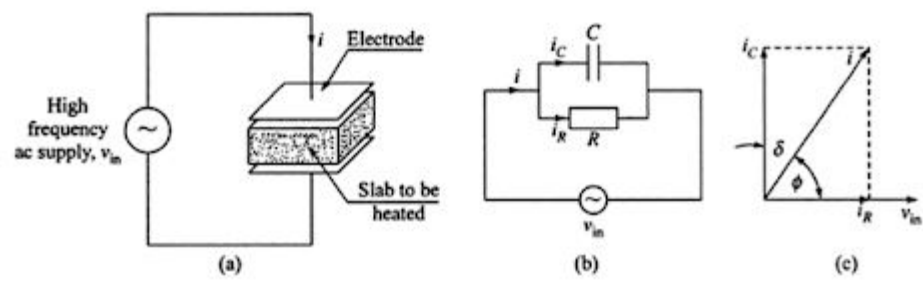 i
Electrode
High
frequency
ac supply, v_in
~
Slab to be
heated
(a)
i_C C
i
i_R R
~
v_in
(b)
i_C
i
δ
ϕ
i_R
v_in
(c)